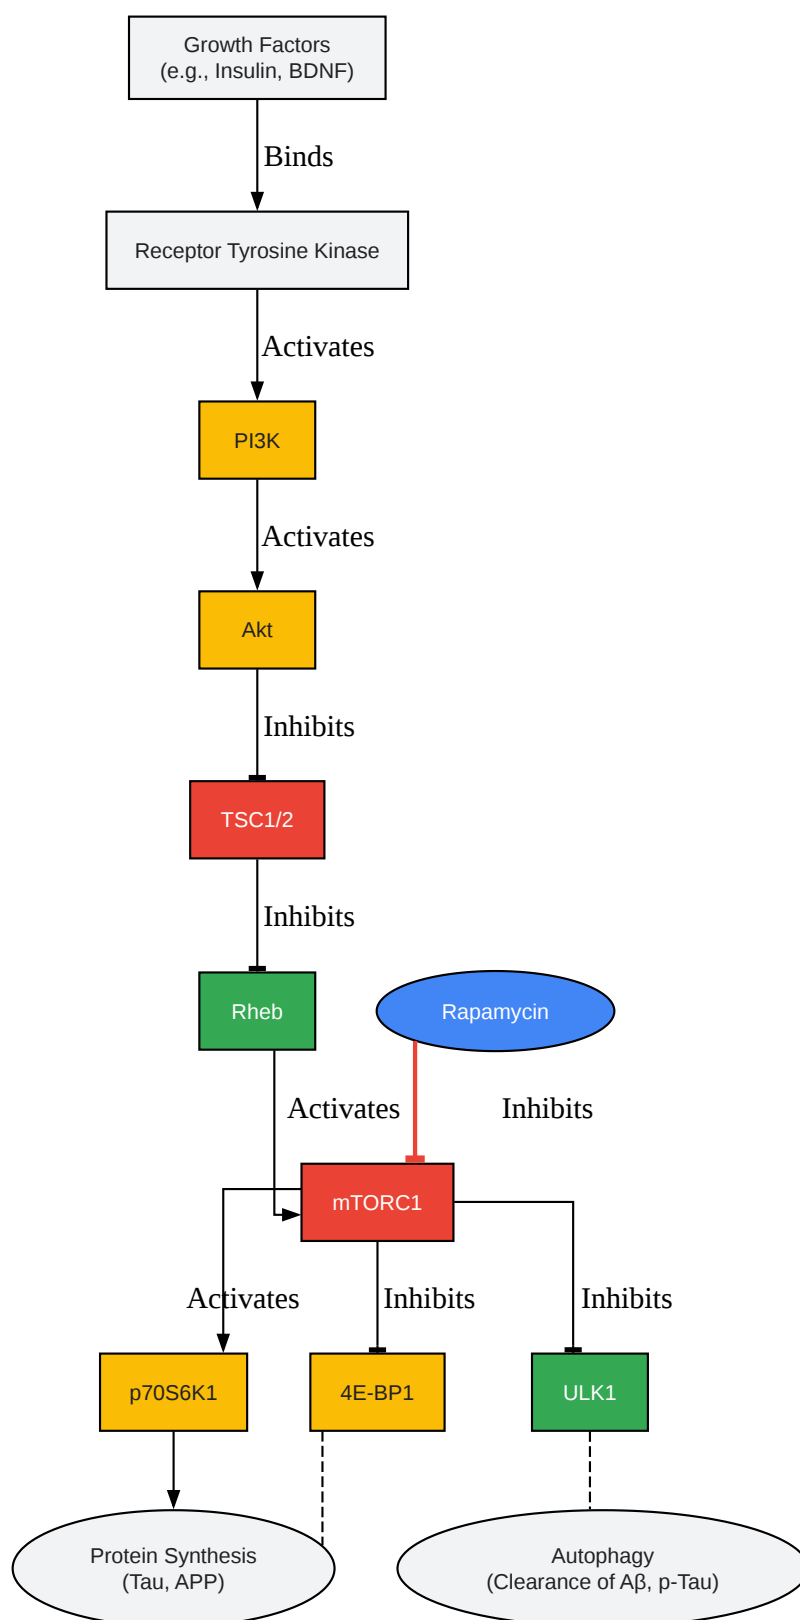 Growth Factors
(e.g., Insulin, BDNF)
Binds
Receptor Tyrosine Kinase
Activates
PI3K
Activates
Akt
Inhibits
TSC1/2
Inhibits
Rheb
Rapamycin
Activates
Inhibits
mTORC1
Activates
Inhibits
Inhibits
p70S6K1
4E-BP1
ULK1
Protein Synthesis
(Tau, APP)
Autophagy
(Clearance of Aβ, p-Tau)